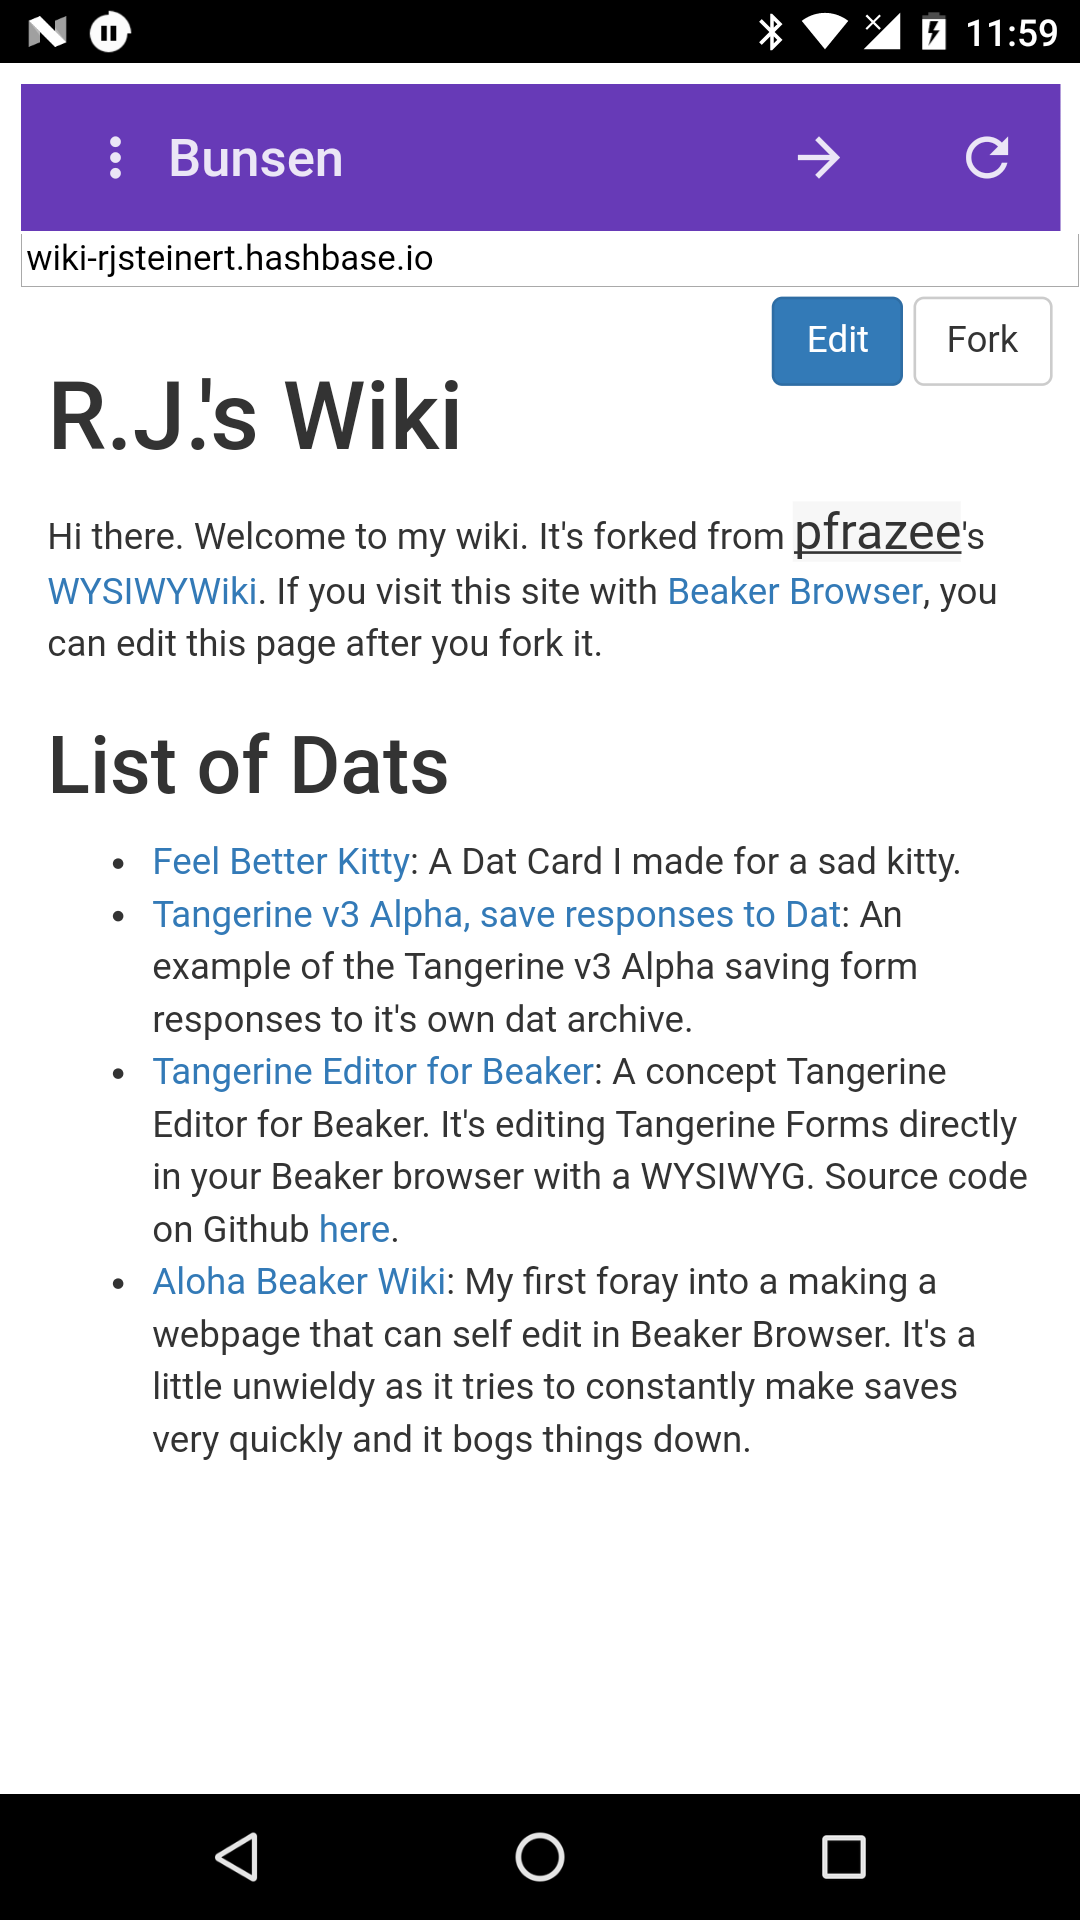 11:59
Bunsen
wiki-rjsteinert.hashbase.io
Edit Fork
R.J.'s Wiki
Hi there. Welcome to my wiki. It's forked from pfrazee's
WYSIWYWiki. If you visit this site with Beaker Browser, you
can edit this page after you fork it.
List of Dats
• Feel Better Kitty: A Dat Card I made for a sad kitty.
• Tangerine v3 Alpha, save responses to Dat: An
example of the Tangerine v3 Alpha saving form
responses to it's own dat archive.
• Tangerine Editor for Beaker: A concept Tangerine
Editor for Beaker. It's editing Tangerine Forms directly
in your Beaker browser with a WYSIWYG. Source code
on Github here.
• Aloha Beaker Wiki: My first foray into a making a
webpage that can self edit in Beaker Browser. It's a
little unwieldy as it tries to constantly make saves
very quickly and it bogs things down.